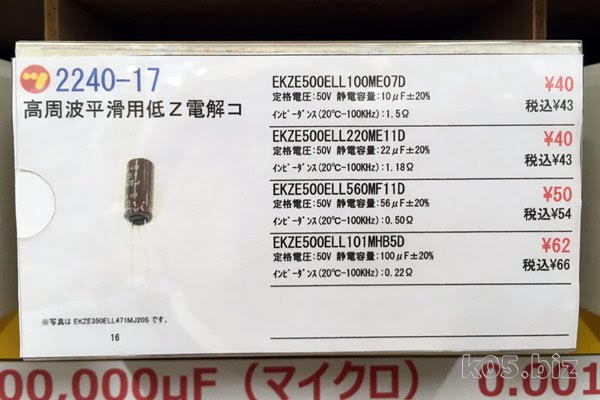 2240-17
高周波平滑用低Z電解コ
EKZE500ELL100ME07D
定格電圧:50V 静電容量:10μF±20%
インピーダンス(20℃-100KHz):1.5Ω
¥40
税込¥43
EKZE500ELL220ME11D
定格電圧:50V 静電容量:22μF±20%
インピーダンス(20℃-100KHz):1.18Ω
¥40
税込¥43
EKZE500ELL560MF11D
定格電圧:50V 静電容量:56μF±20%
インピーダンス(20℃-100KHz):0.50Ω
¥50
税込¥54
EKZE500ELL101MHB5D
定格電圧:50V 静電容量:100μF±20%
インピーダンス(20℃-100KHz):0.22Ω
¥62
税込¥66
※写真は EKZE350ELL471MJ20S です。
16
00,000μF(マイクロ) 0.001
k05.biz